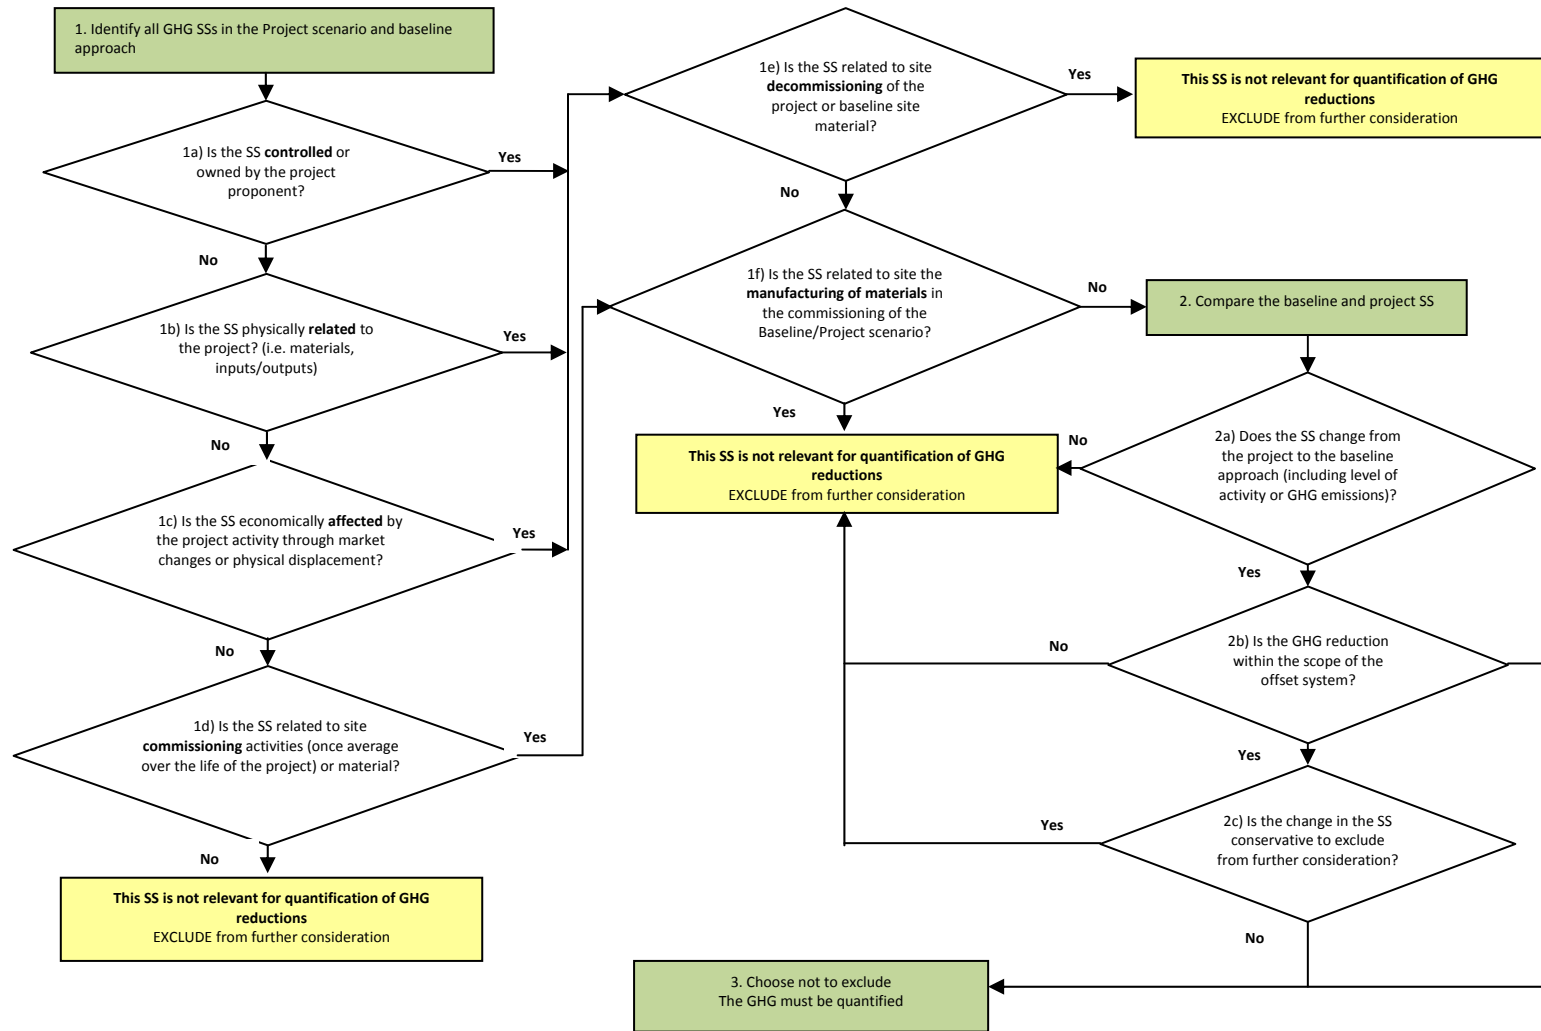 1. Identify all GHG SSs in the Project scenario and baseline
approach
1a) Is the SS controlled or
owned by the project
proponent?
Yes
No
1b) Is the SS physically related to
the project? (i.e. materials,
inputs/outputs)
Yes
No
1c) Is the SS economically affected by
the project activity through market
changes or physical displacement?
Yes
No
1d) Is the SS related to site
commissioning activities (once average
over the life of the project) or material?
Yes
No
This SS is not relevant for quantification of GHG
reductions
EXCLUDE from further consideration
1e) Is the SS related to site
decommissioning of the
project or baseline site
material?
Yes
This SS is not relevant for quantification of GHG
reductions
EXCLUDE from further consideration
No
1f) Is the SS related to site the
manufacturing of materials in
the commissioning of the
Baseline/Project scenario?
No
2. Compare the baseline and project SS
Yes
This SS is not relevant for quantification of GHG
reductions
EXCLUDE from further consideration
No
2a) Does the SS change from
the project to the baseline
approach (including level of
activity or GHG emissions)?
Yes
No
2b) Is the GHG reduction
within the scope of the
offset system?
Yes
Yes
2c) Is the change in the SS
conservative to exclude
from further consideration?
No
3. Choose not to exclude
The GHG must be quantified